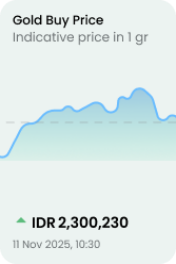 Gold Buy Price
Indicative price in 1 gr
IDR 2,300,230
11 Nov 2025, 10:30